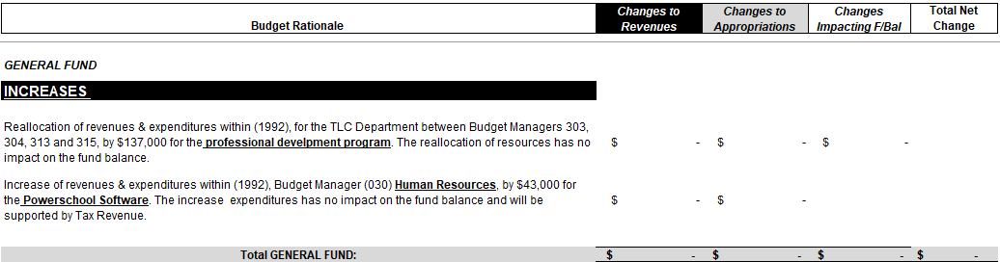 Budget Rationale Changes to Revenues Changes to Appropriations Changes Impacting F/Bal Total Net Change
GENERAL FUND
INCREASES
Reallocation of revenues & expenditures within (1992), for the TLC Department between Budget Managers 303,
304, 313 and 315, by $137,000 for the professional develpment program. The reallocation of resources has no $ - $ - $ -
impact on the fund balance.
Increase of revenues & expenditures within (1992), Budget Manager (030) Human Resources, by $43,000 for
the Powerschool Software. The increase expenditures has no impact on the fund balance and will be $ - $ -
supported by Tax Revenue.
Total GENERAL FUND: $ - $ - $ - $ -